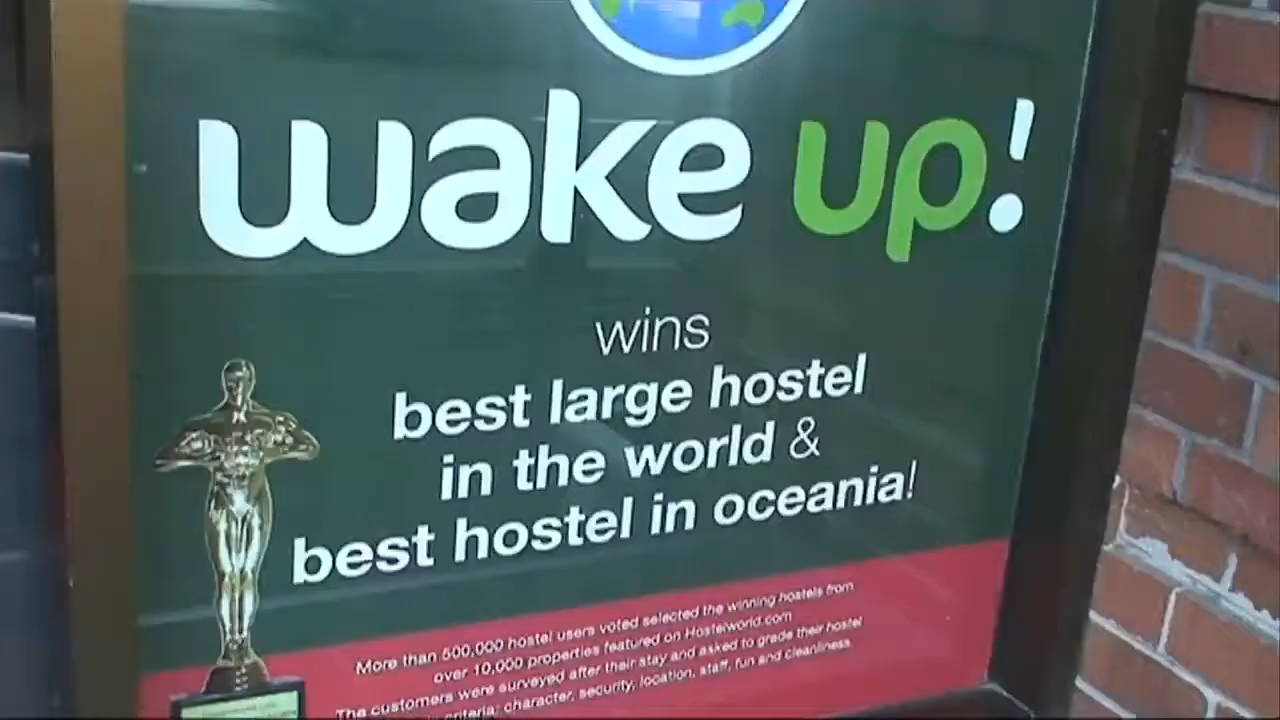 wake up!
wins
best large hostel
in the world &
best hostel in oceania!
More than 500,000 hostel users voted selected the winning hostels from
over 10,000 properties featured on Hostelworld.com
The customers were surveyed after their stay and asked to grade their hostel
criteria: character, security, location, staff, fun and cleanliness.